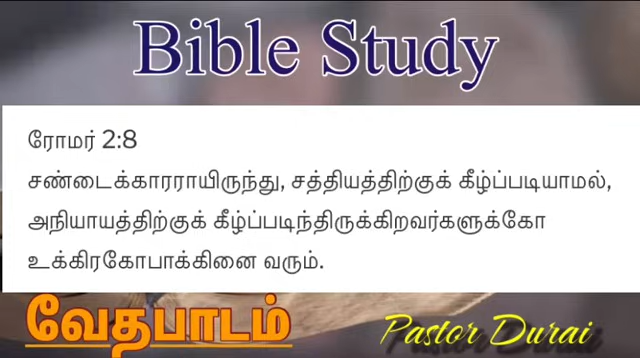 Bible Study
ரோமர் 2:8
சண்டைக்காரராயிருந்து, சத்தியத்திற்குக் கீழ்ப்படியாமல்,
அநியாயத்திற்குக் கீழ்ப்படிந்திருக்கிறவர்களுக்கோ
உக்கிரகோபாக்கினை வரும்.
வேதபாடம்
Pastor Durai